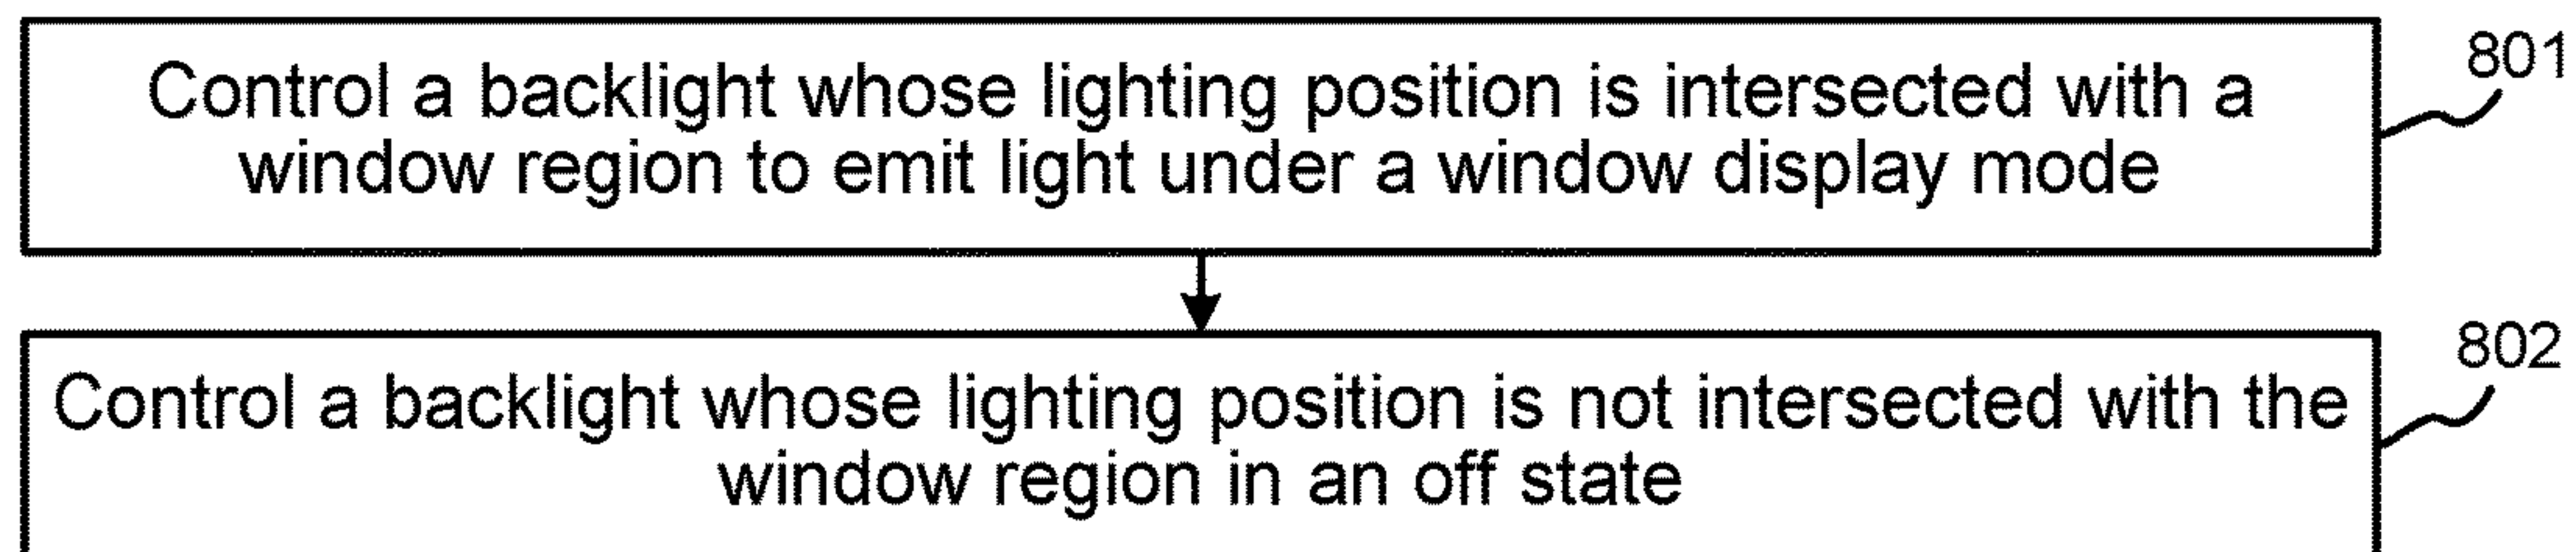 Control a backlight whose lighting position is intersected with a
window region to emit light under a window display mode
801
Control a backlight whose lighting position is not intersected with the
window region in an off state
802